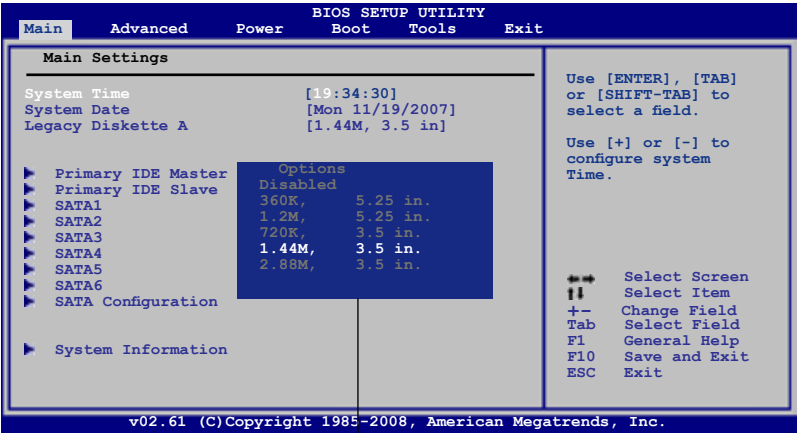 BIOS SETUP UTILITY
Main Advanced Power Boot Tools Exit
Main Settings
System Time [19:34:30]
System Date [Mon 11/19/2007]
Legacy Diskette A [1.44M, 3.5 in]
Primary IDE Master
Primary IDE Slave
SATA1
SATA2
SATA3
SATA4
SATA5
SATA6
SATA Configuration
System Information
Options
Disabled
360K, 5.25 in.
1.2M, 5.25 in.
720K, 3.5 in.
1.44M, 3.5 in.
2.88M, 3.5 in.
Use [ENTER], [TAB]
or [SHIFT-TAB] to
select a field.
Use [+] or [-] to
configure system
Time.
Select Screen
Select Item
+- Change Field
Tab Select Field
F1 General Help
F10 Save and Exit
ESC Exit
v02.61 (C)Copyright 1985-2008, American Megatrends, Inc.